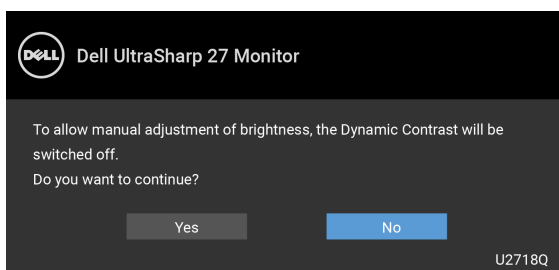 DELL
Dell UltraSharp 27 Monitor
To allow manual adjustment of brightness, the Dynamic Contrast will be
switched off.
Do you want to continue?
Yes No
U2718Q